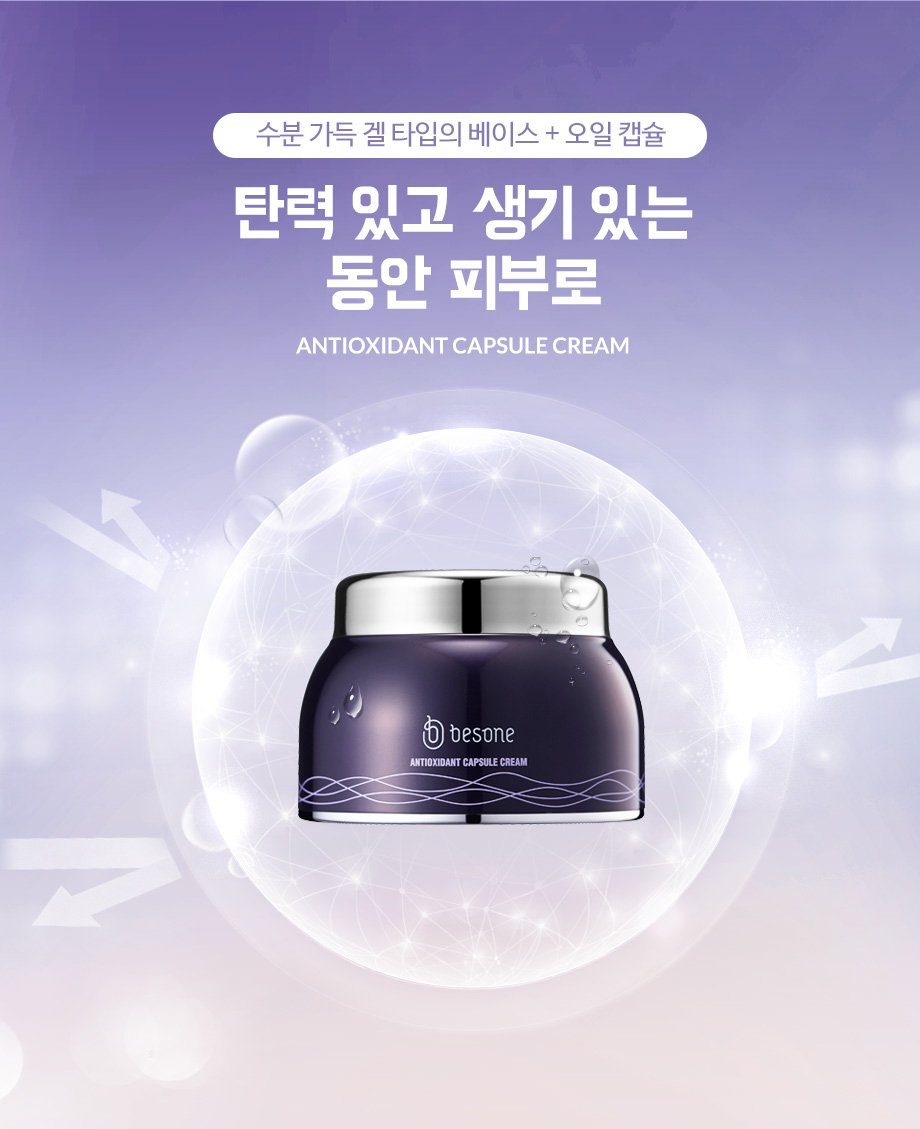 수분 가득 겔 타입의 베이스 + 오일 캡슐
탄력 있고 생기 있는
동안 피부로
ANTIOXIDANT CAPSULE CREAM
besone
ANTIOXIDANT CAPSULE CREAM